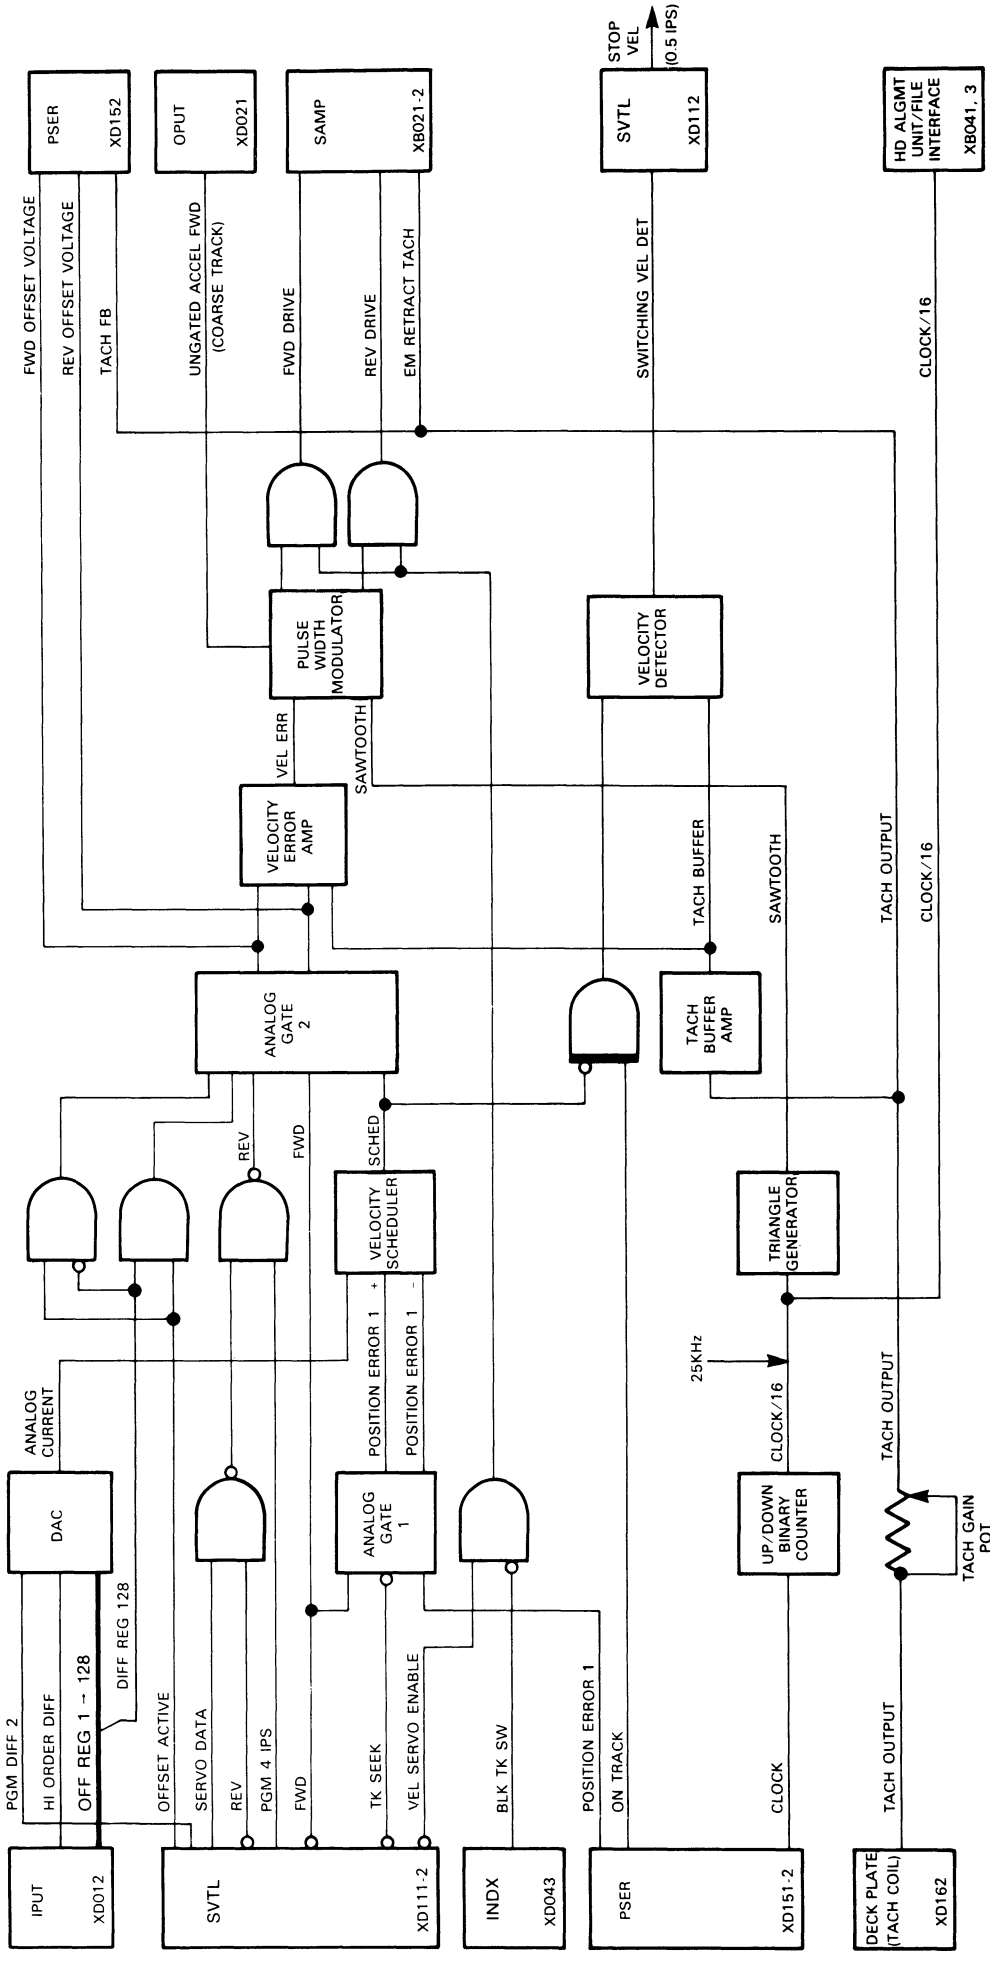 IPUT
XD012
SVTL
XD111-2
INDX
XD043
PSER
XD151-2
DECK PLATE
(TACH COIL)
XD162
PGM DIFF 2
HI ORDER DIFF
OFF REG 1 → 128
DIFF REG 128
OFFSET ACTIVE
SERVO DATA
REV
PGM 4 IPS
FWD
TK SEEK
VEL SERVO ENABLE
BLK TK SW
POSITION ERROR 1
ON TRACK
CLOCK
TACH OUTPUT
DAC
ANALOG
GATE
1
UP/DOWN
BINARY
COUNTER
TACH GAIN
POT
ANALOG
CURRENT
POSITION ERROR 1 +
POSITION ERROR 1 -
CLOCK/16
25KHz
TACH OUTPUT
VELOCITY
SCHEDULER
TRIANGLE
GENERATOR
REV
FWD
SCHED
ANALOG
GATE
2
TACH
BUFFER
AMP
VELOCITY
ERROR
AMP
TACH BUFFER
SAWTOOTH
TACH OUTPUT
CLOCK/16
VEL ERR
SAWTOOTH
PULSE
WIDTH
MODULATOR
VELOCITY
DETECTOR
FWD OFFSET VOLTAGE
REV OFFSET VOLTAGE
TACH FB
UNGATED ACCEL FWD
(COARSE TRACK)
FWD DRIVE
REV DRIVE
EM RETRACT TACH
SWITCHING VEL DET
CLOCK/16
PSER
XD152
OPUT
XD021
SAMP
XB021-2
SVTL
XD112
HD ALGMT
UNIT/FILE
INTERFACE
XB041, 3
STOP
VEL
(0.5 IPS)